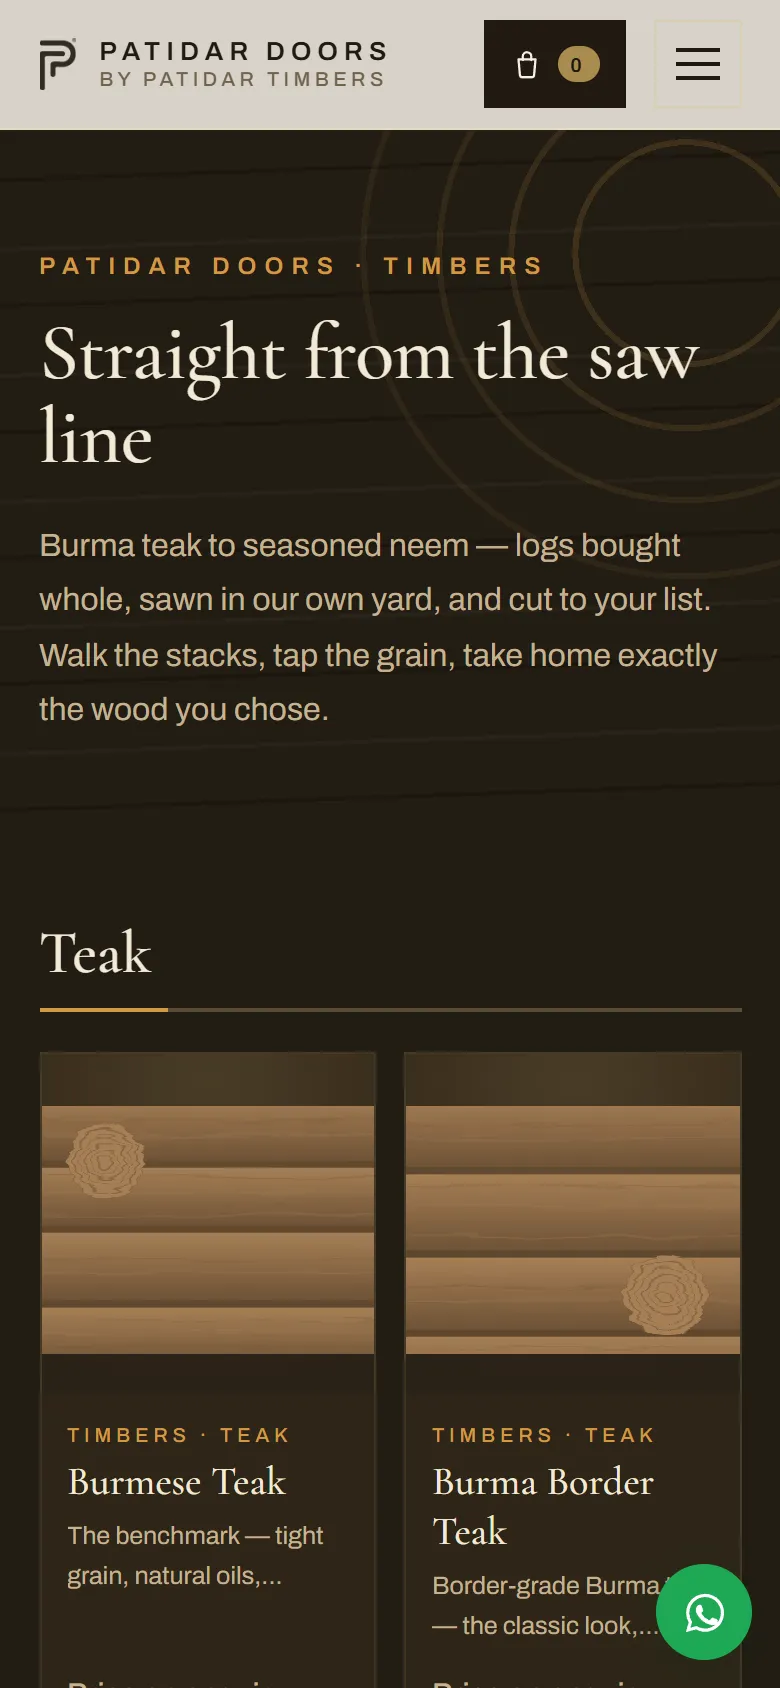 PATIDAR DOORS
BY PATIDAR TIMBERS
0
PATIDAR DOORS · TIMBERS
Straight from the saw
line
Burma teak to seasoned neem — logs bought
whole, sawn in our own yard, and cut to your list.
Walk the stacks, tap the grain, take home exactly
the wood you chose.
Teak
TIMBERS · TEAK
Burmese Teak
The benchmark — tight
grain, natural oils,...
TIMBERS · TEAK
Burma Border
Teak
Border-grade Burma
— the classic look,...